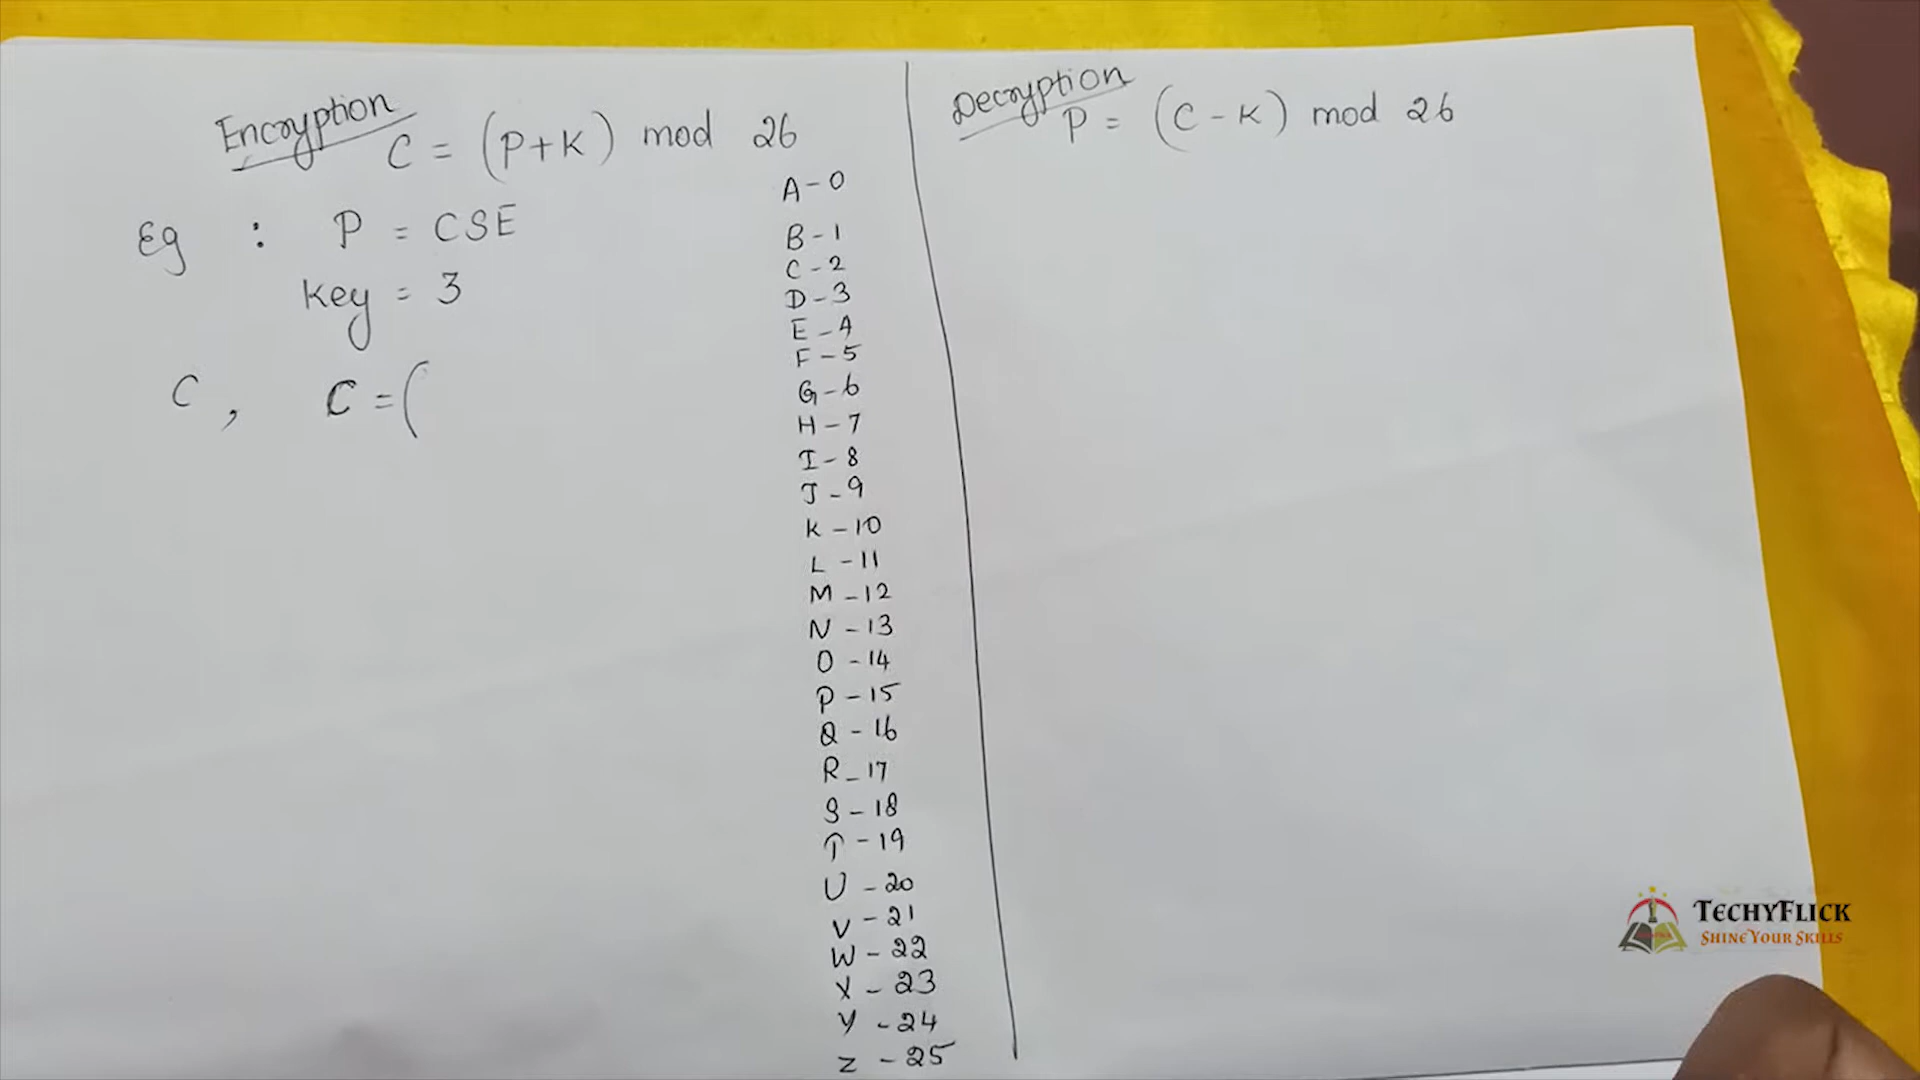 Encryption
C = (P+K) mod 26
Eg : P = CSE
Key = 3
C , C = (
A - 0
B - 1
C - 2
D - 3
E - 4
F - 5
G - 6
H - 7
I - 8
J - 9
K - 10
L - 11
M - 12
N - 13
O - 14
P - 15
Q - 16
R - 17
S - 18
T - 19
U - 20
V - 21
W - 22
X - 23
Y - 24
Z - 25
Decryption
P = (C - K) mod 26
TECHYFLICK
SHINE YOUR SKILLS